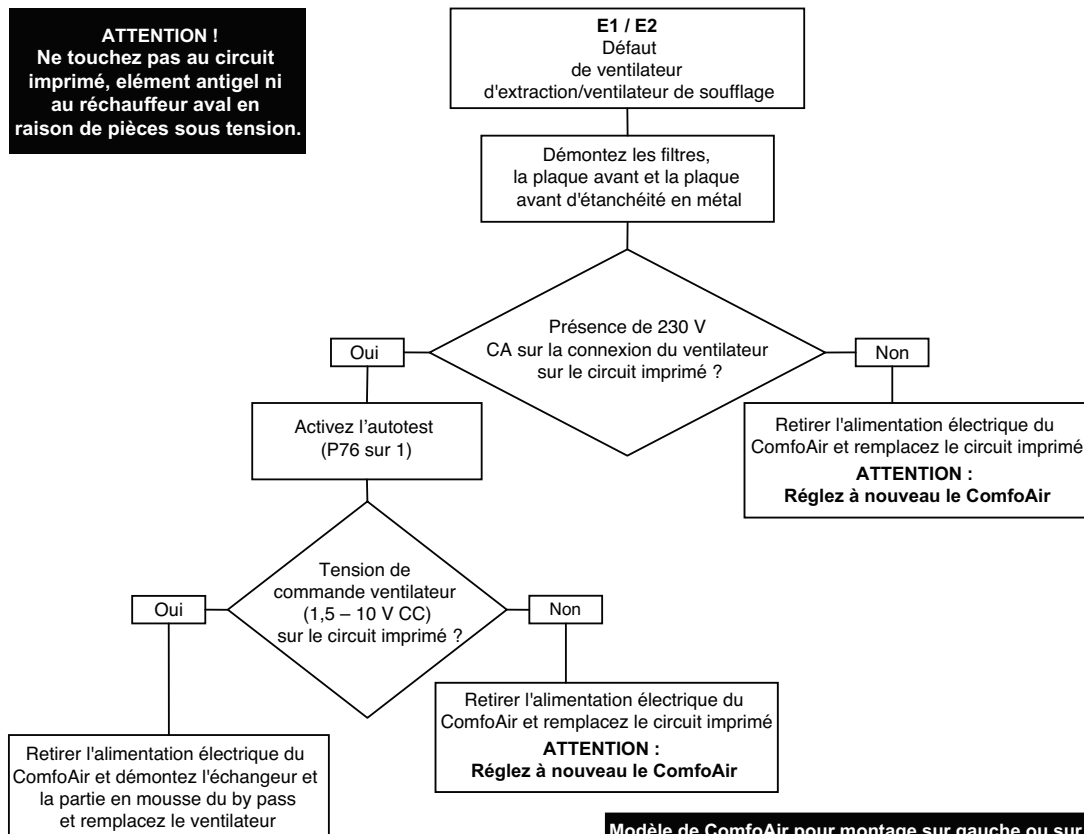 ATTENTION !
Ne touchez pas au circuit
imprimé, elément antigel ni
au réchauffeur aval en
raison de pièces sous tension.
E1 / E2
Défaut
de ventilateur
d'extraction/ventilateur de soufflage
Démontez les filtres,
la plaque avant et la plaque
avant d'étanchéité en métal
Présence de 230 V
CA sur la connexion du ventilateur
sur le circuit imprimé ?
Oui
Non
Activez l'autotest
(P76 sur 1)
Retirer l'alimentation électrique du
ComfoAir et remplacez le circuit imprimé
ATTENTION :
Réglez à nouveau le ComfoAir
Tension de
commande ventilateur
(1,5 – 10 V CC)
sur le circuit imprimé ?
Oui
Non
Retirer l'alimentation électrique du
ComfoAir et remplacez le circuit imprimé
ATTENTION :
Réglez à nouveau le ComfoAir
Retirer l'alimentation électrique du
ComfoAir et démontez l'échangeur et
la partie en mousse du by pass
et remplacez le ventilateur
Modèle de ComfoAir pour montage sur gauche ou sur